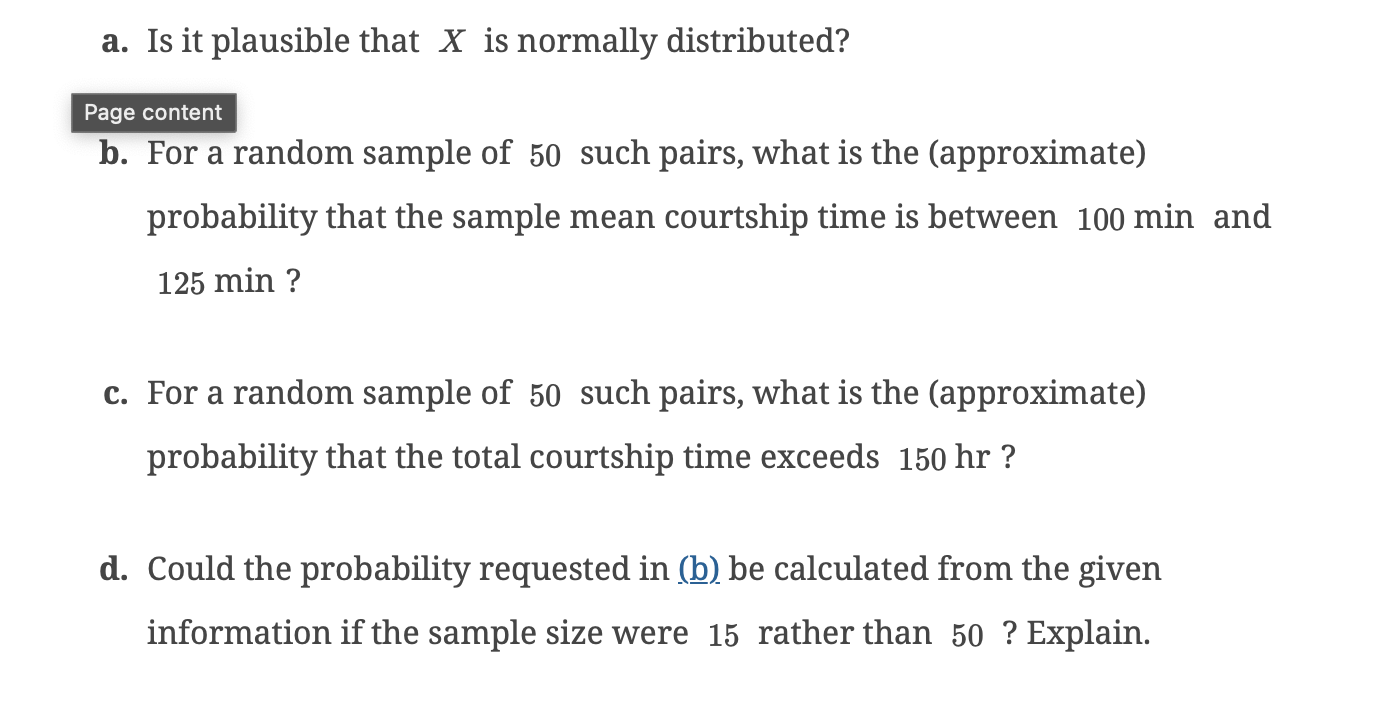 a. Is it plausible that X is normally distributed?
Page content
b. For a random sample of 50 such pairs, what is the (approximate)
probability that the sample mean courtship time is between 100 min and
125 min ?
c. For a random sample of 50 such pairs, what is the (approximate)
probability that the total courtship time exceeds 150 hr ?
d. Could the probability requested in (b) be calculated from the given
information if the sample size were 15 rather than 50 ? Explain.